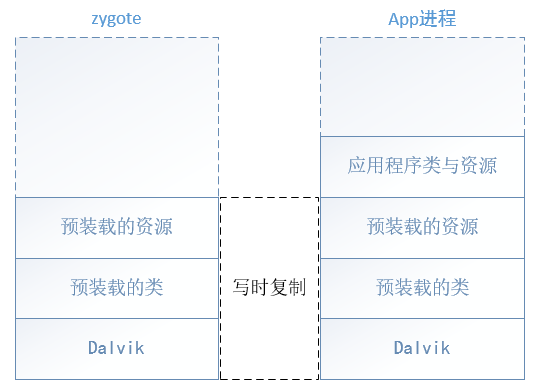 zygote
App进程
应用程序类与资源
预装载的资源
写时复制
预装载的资源
预装载的类
预装载的类
Dalvik
Dalvik